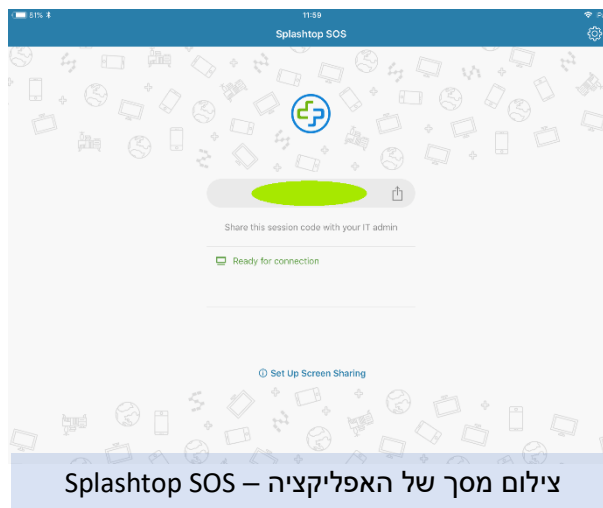 51%
11:59
Splashtop SOS
Share this session code with your IT admin
Ready for connection
Set Up Screen Sharing
צילום מסך של האפליקציה – Splashtop SOS